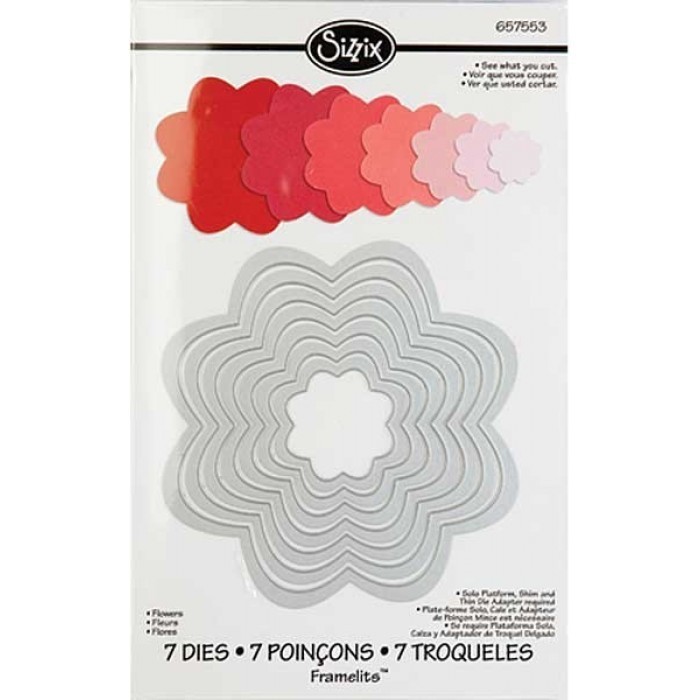 657553
Sizzix
• See what you cut.
• Voir que vous couper.
• Ver que usted cortar.
• Solo Platform, Shim and
Thin Die Adapter required
• Plate-forme Solo, Cale et Adapteur
de Poinçon Mince est nécessaire
• Se require Plataforma Solo,
Calza y Adaptador de Troquel Delgado
• Flowers
• Fleurs
• Flores
7 DIES • 7 POINÇONS • 7 TROQUELES
Framelits™